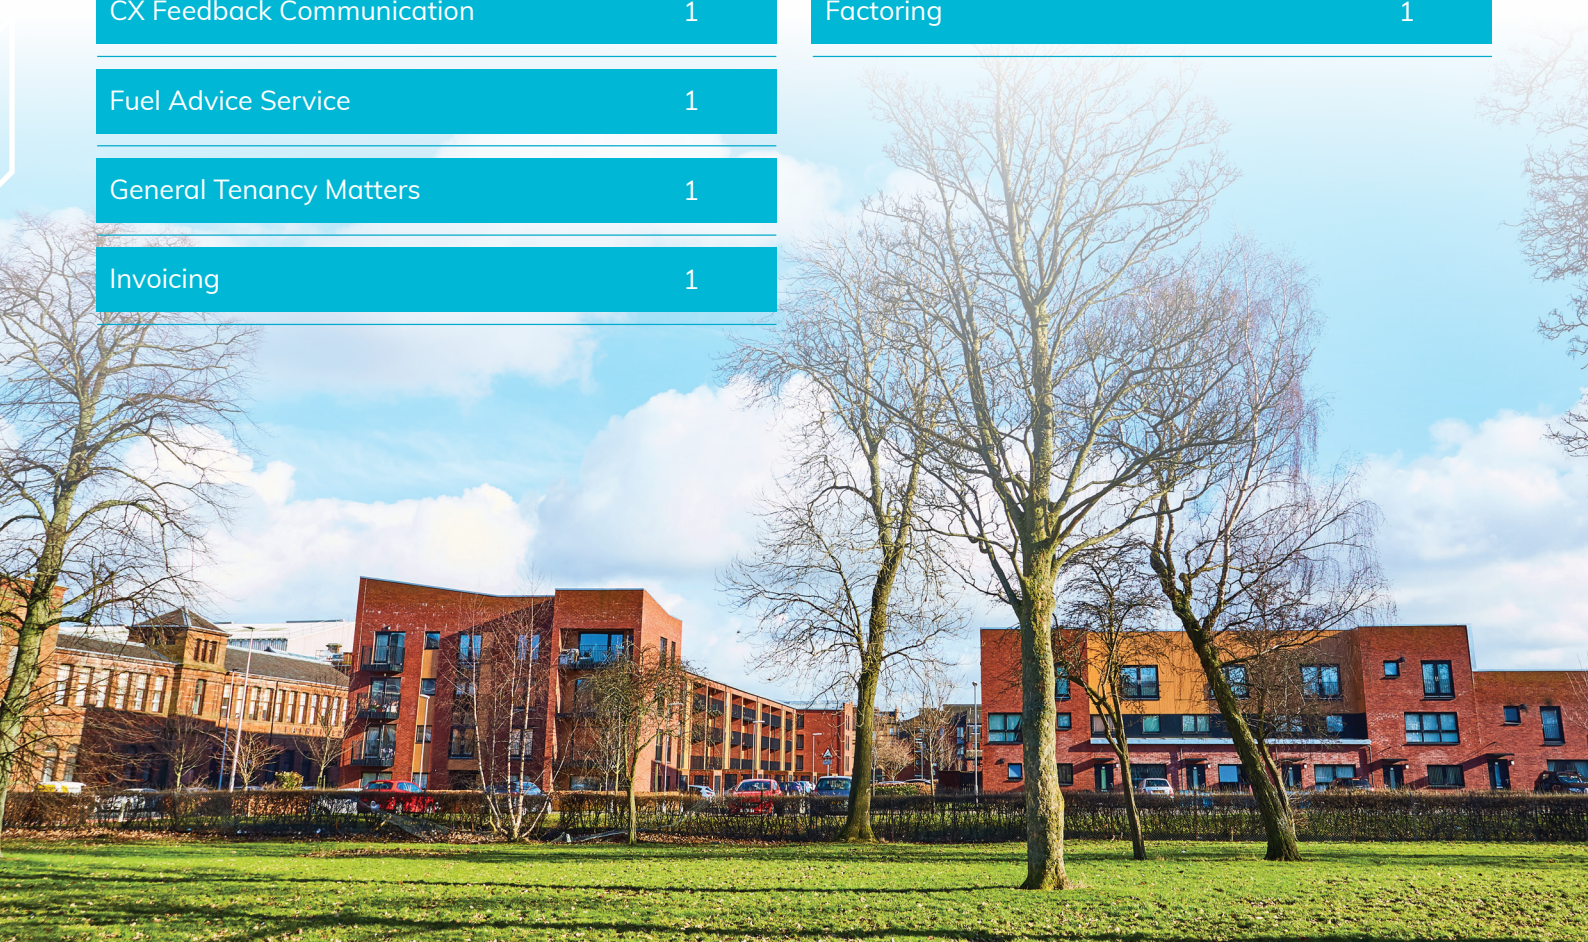 CX Feedback Communication 1
Fuel Advice Service 1
General Tenancy Matters 1
Invoicing 1
Factoring 1